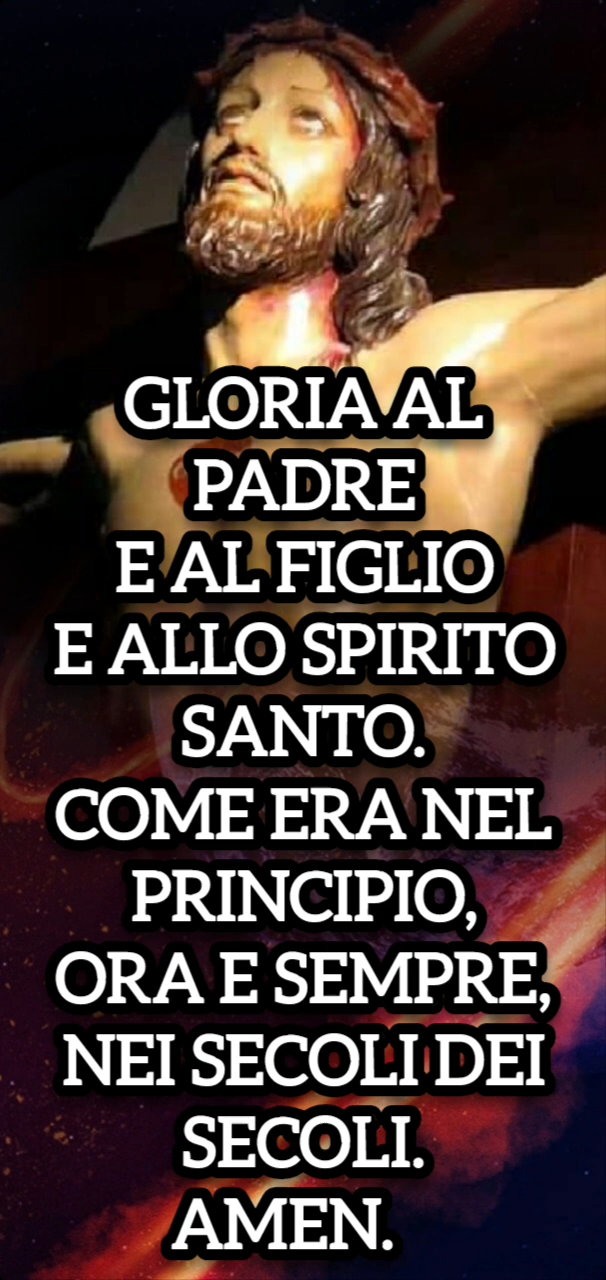 GLORIA AL
PADRE
E AL FIGLIO
E ALLO SPIRITO
SANTO.
COME ERA NEL
PRINCIPIO,
ORA E SEMPRE,
NEI SECOLI DEI
SECOLI.
AMEN.